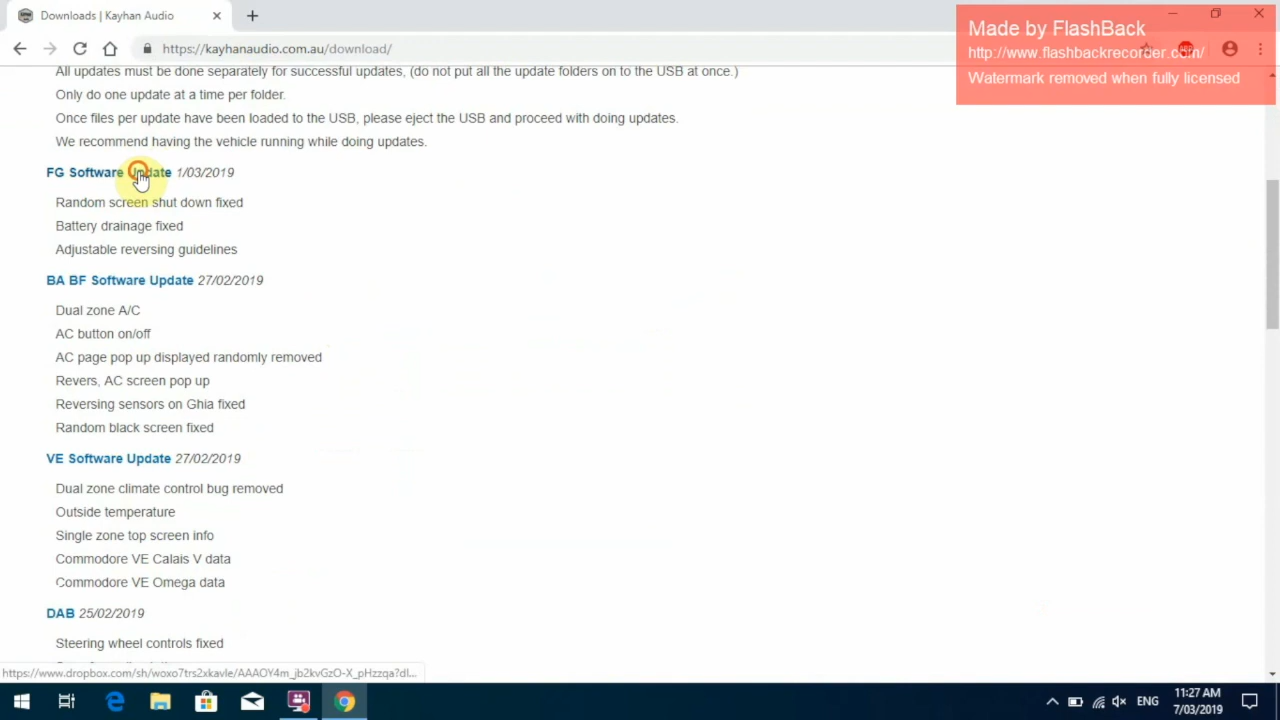 Downloads | Kayhan Audio
https://kayhanaudio.com.au/download/
Made by FlashBack
http://www.flashbackrecorder.com/
Watermark removed when fully licensed
All updates must be done separately for successful updates, (do not put all the update folders on to the USB at once.)
Only do one update at a time per folder.
Once files per update have been loaded to the USB, please eject the USB and proceed with doing updates.
We recommend having the vehicle running while doing updates.
FG Software Update 1/03/2019
Random screen shut down fixed
Battery drainage fixed
Adjustable reversing guidelines
BA BF Software Update 27/02/2019
Dual zone A/C
AC button on/off
AC page pop up displayed randomly removed
Revers, AC screen pop up
Reversing sensors on Ghia fixed
Random black screen fixed
VE Software Update 27/02/2019
Dual zone climate control bug removed
Outside temperature
Single zone top screen info
Commodore VE Calais V data
Commodore VE Omega data
DAB 25/02/2019
Steering wheel controls fixed
https://www.dropbox.com/sh/woxo7trs2xkavle/AAAOY4m_jb2kvGzO-X_pHzzqa?dl...
ENG
11:27 AM
7/03/2019